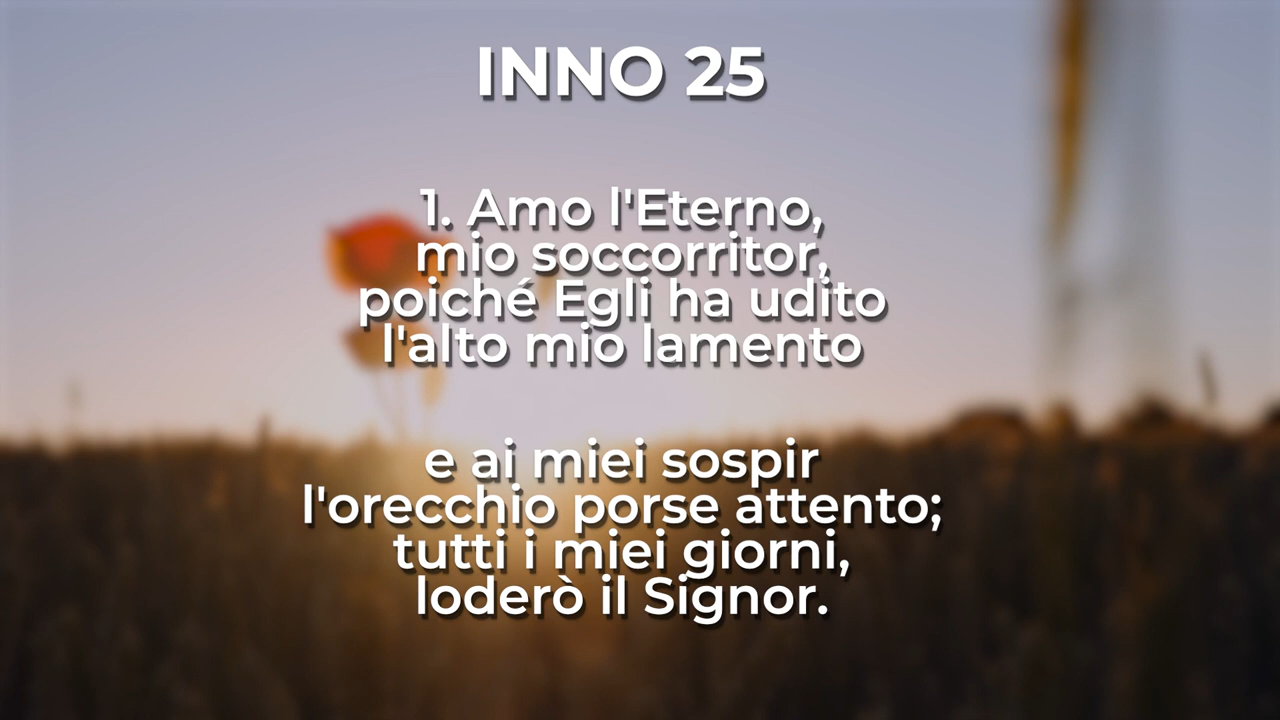 INNO 25
1. Amo l'Eterno,
mio soccorritor,
poiché Egli ha udito
l'alto mio lamento
e ai miei sospir
l'orecchio porse attento;
tutti i miei giorni,
loderò il Signor.